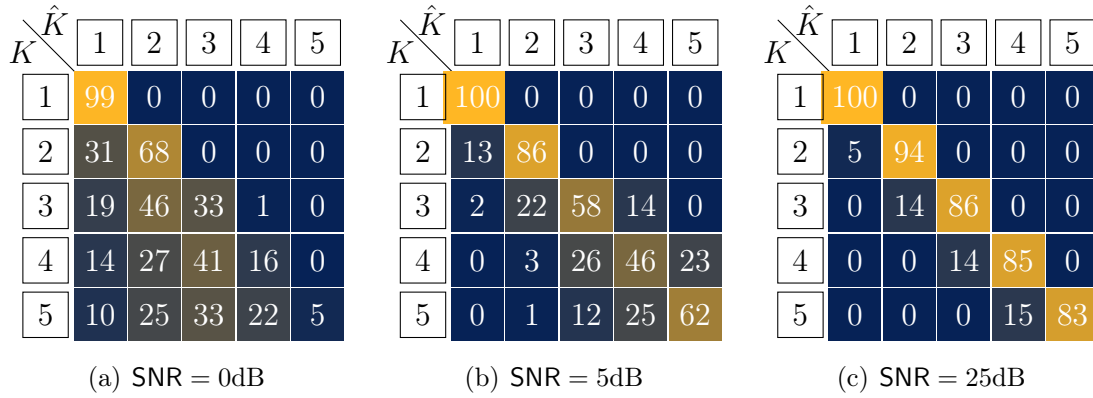 K K̂ 1 2 3 4 5
1 99 0 0 0 0
2 31 68 0 0 0
3 19 46 33 1 0
4 14 27 41 16 0
5 10 25 33 22 5
(a) SNR = 0dB
K K̂ 1 2 3 4 5
1 100 0 0 0 0
2 13 86 0 0 0
3 2 22 58 14 0
4 0 3 26 46 23
5 0 1 12 25 62
(b) SNR = 5dB
K K̂ 1 2 3 4 5
1 100 0 0 0 0
2 5 94 0 0 0
3 0 14 86 0 0
4 0 0 14 85 0
5 0 0 0 15 83
(c) SNR = 25dB